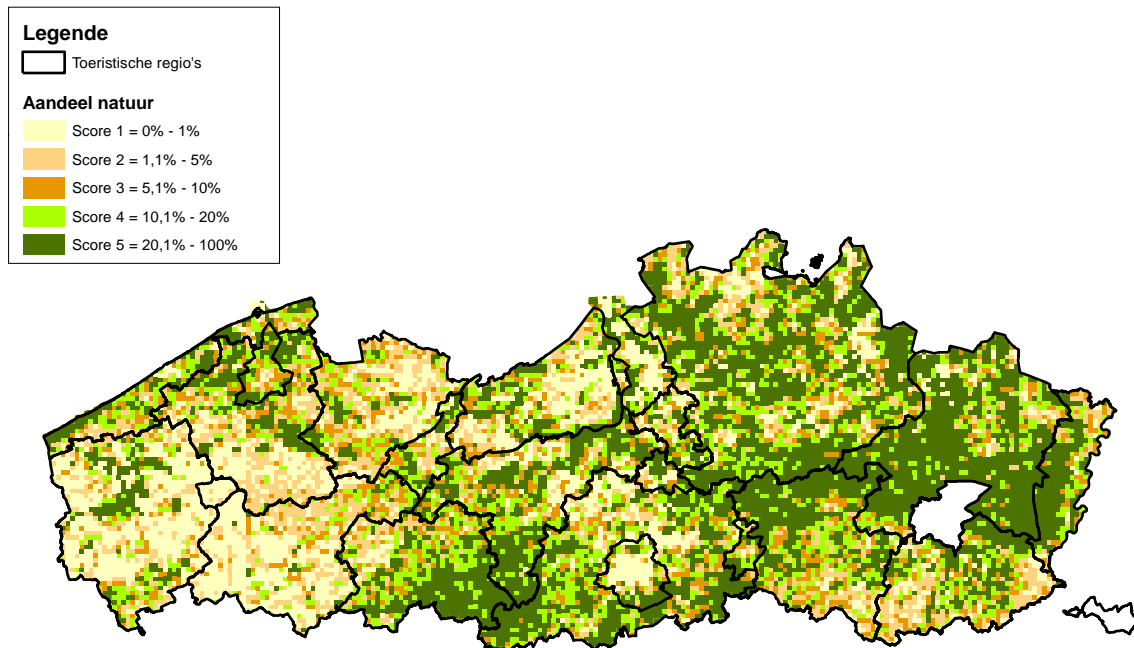 Legende
Toeristische regio's
Aandeel natuur
Score 1 = 0% - 1%
Score 2 = 1,1% - 5%
Score 3 = 5,1% - 10%
Score 4 = 10,1% - 20%
Score 5 = 20,1% - 100%